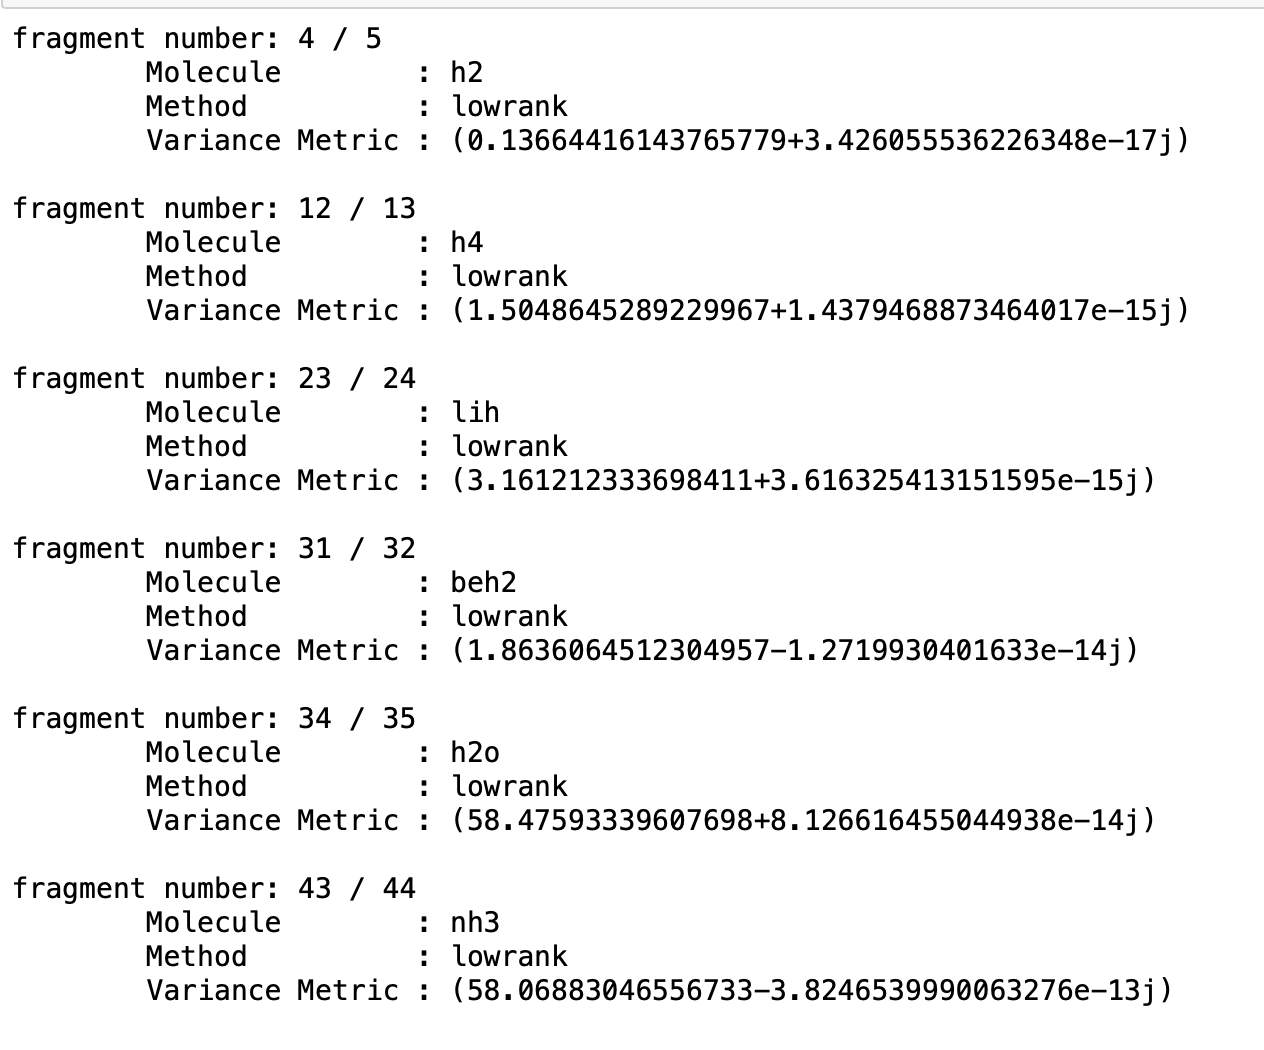 fragment number: 4 / 5
Molecule : h2
Method : lowrank
Variance Metric : (0.13664416143765779+3.426055536226348e-17j)
fragment number: 12 / 13
Molecule : h4
Method : lowrank
Variance Metric : (1.5048645289229967+1.4379468873464017e-15j)
fragment number: 23 / 24
Molecule : lih
Method : lowrank
Variance Metric : (3.161212333698411+3.616325413151595e-15j)
fragment number: 31 / 32
Molecule : beh2
Method : lowrank
Variance Metric : (1.8636064512304957-1.2719930401633e-14j)
fragment number: 34 / 35
Molecule : h2o
Method : lowrank
Variance Metric : (58.47593339607698+8.126616455044938e-14j)
fragment number: 43 / 44
Molecule : nh3
Method : lowrank
Variance Metric : (58.06883046556733-3.8246539990063276e-13j)